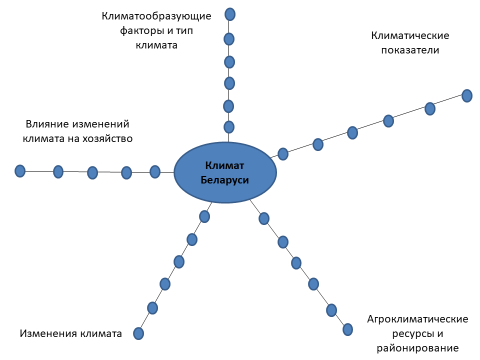 Климатообразующие
факторы и тип
климата
Климатические
показатели
Влияние изменений
климата на хозяйство
Климат
Беларуси
Изменения климата
Агроклиматические
ресурсы и
районирование